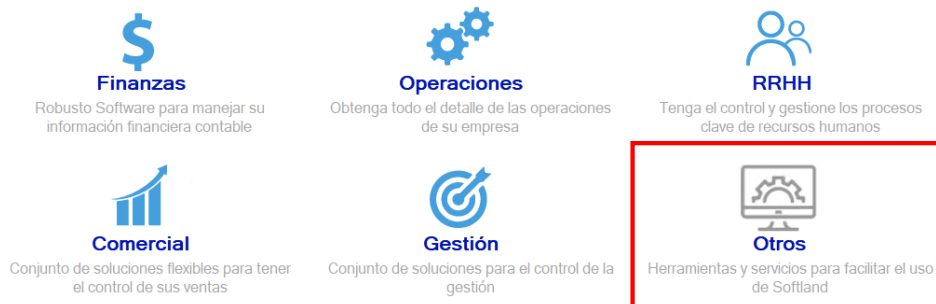 Finanzas
Robusto Software para manejar su
información financiera contable
Operaciones
Obtenga todo el detalle de las operaciones
de su empresa
RRHH
Tenga el control y gestione los procesos
clave de recursos humanos
Comercial
Conjunto de soluciones flexibles para tener
el control de sus ventas
Gestión
Conjunto de soluciones para el control de la
gestión
Otros
Herramientas y servicios para facilitar el uso
de Softland